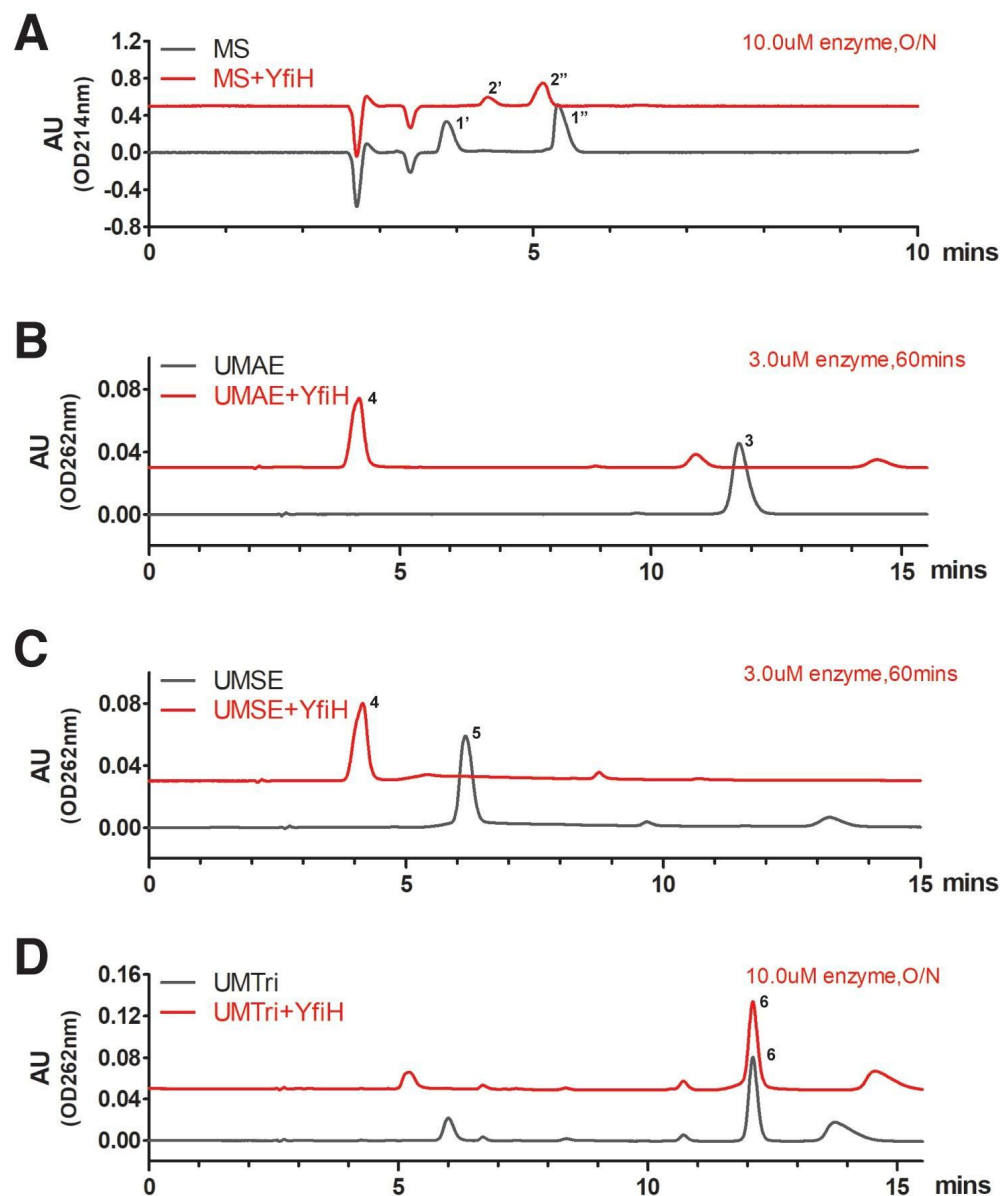 A
1.2
0.8
0.4
0.0
-0.4
-0.8
AU
(OD214nm)
MS
MS+YfiH
10.0uM enzyme,O/N
2’
2”
1’
1”
0
5
10
mins
B
0.08
0.04
0.00
AU
(OD262nm)
UMAE
UMAE+YfiH
3.0uM enzyme,60mins
4
3
0
5
10
15
mins
C
0.08
0.04
0.00
AU
(OD262nm)
UMSE
UMSE+YfiH
3.0uM enzyme,60mins
4
5
0
5
10
15
mins
D
0.16
0.12
0.08
0.04
0.00
AU
(OD262nm)
UMTri
UMTri+YfiH
10.0uM enzyme,O/N
6
6
5
10
15
mins